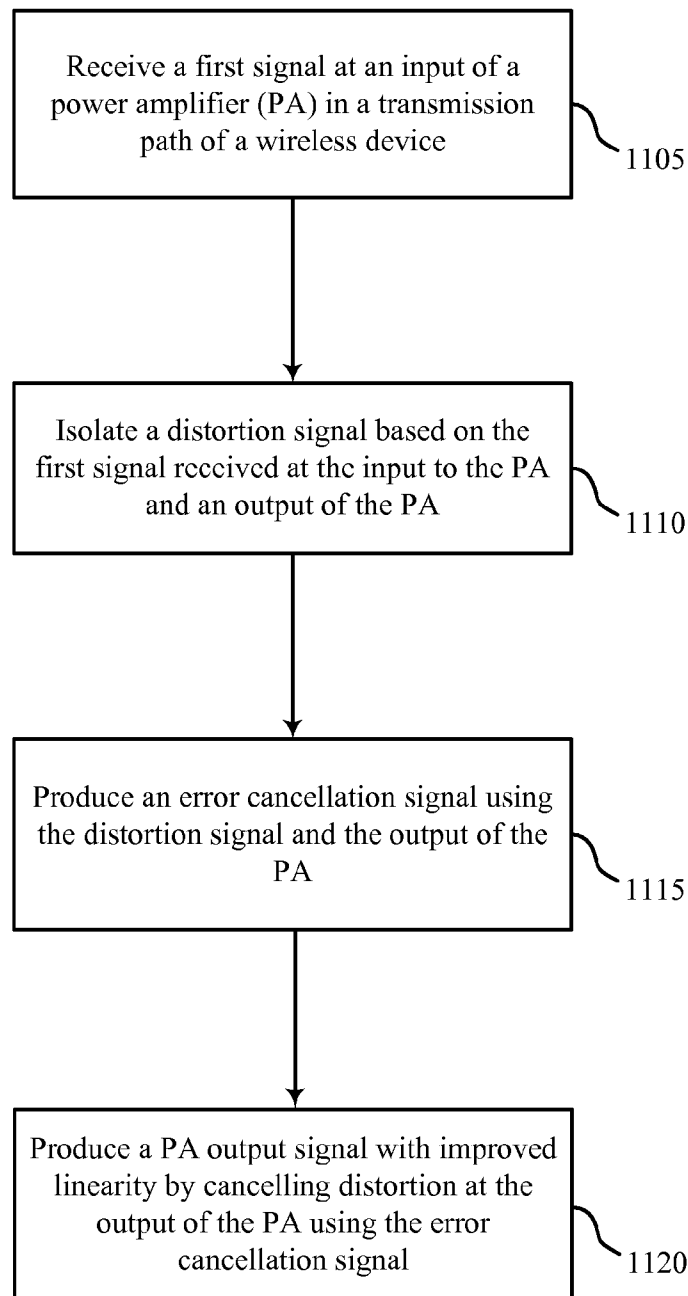 Receive a first signal at an input of a
power amplifier (PA) in a transmission
path of a wireless device
1105
Isolate a distortion signal based on the
first signal received at the input to the PA
and an output of the PA
1110
Produce an error cancellation signal using
the distortion signal and the output of the
PA
1115
Produce a PA output signal with improved
linearity by cancelling distortion at the
output of the PA using the error
cancellation signal
1120